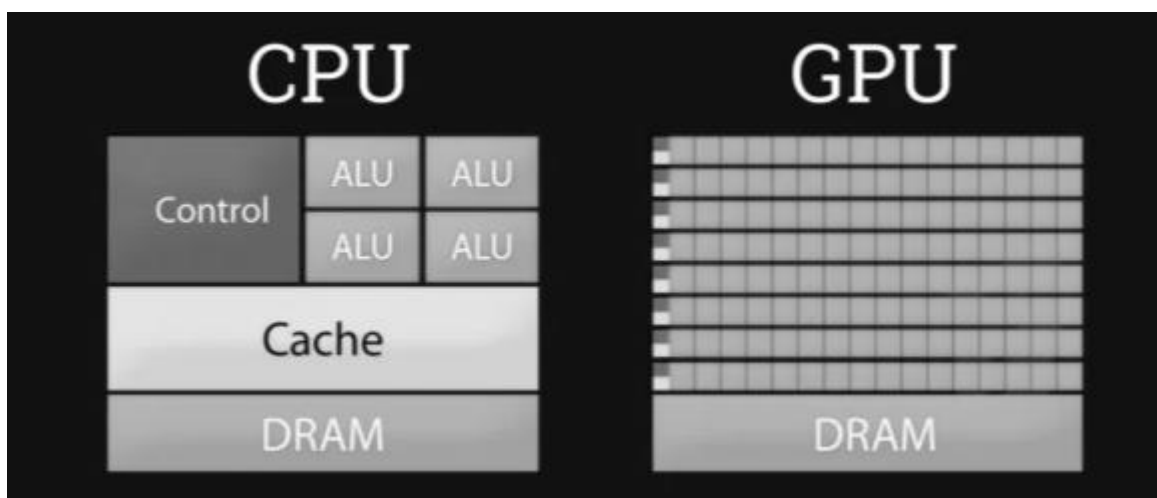 CPU
GPU
Control
ALU
ALU
ALU
ALU
Cache
DRAM
DRAM